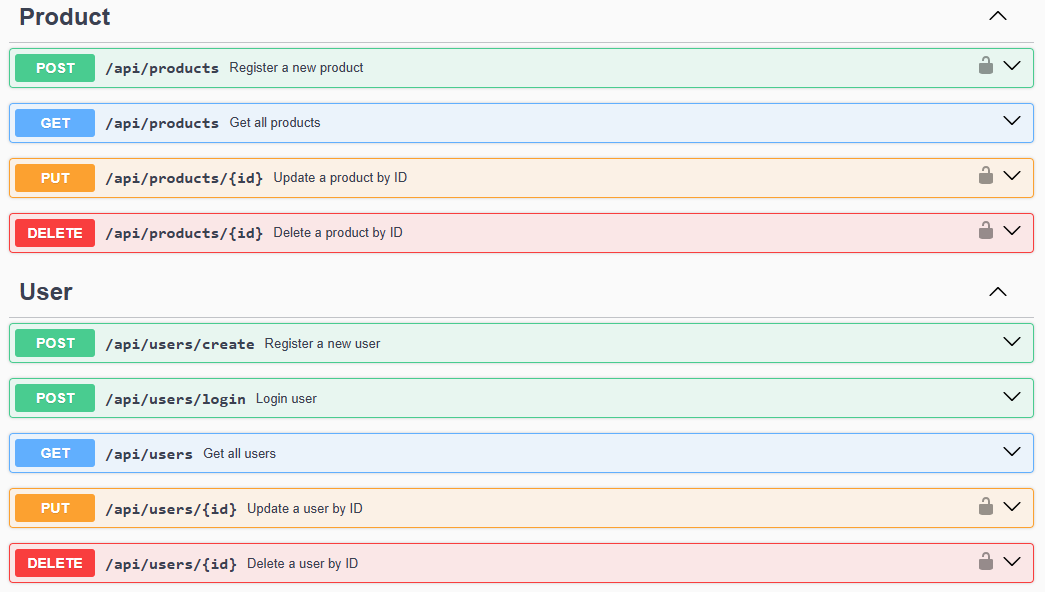 Product
POST /api/products Register a new product
GET /api/products Get all products
PUT /api/products/{id} Update a product by ID
DELETE /api/products/{id} Delete a product by ID
User
POST /api/users/create Register a new user
POST /api/users/login Login user
GET /api/users Get all users
PUT /api/users/{id} Update a user by ID
DELETE /api/users/{id} Delete a user by ID